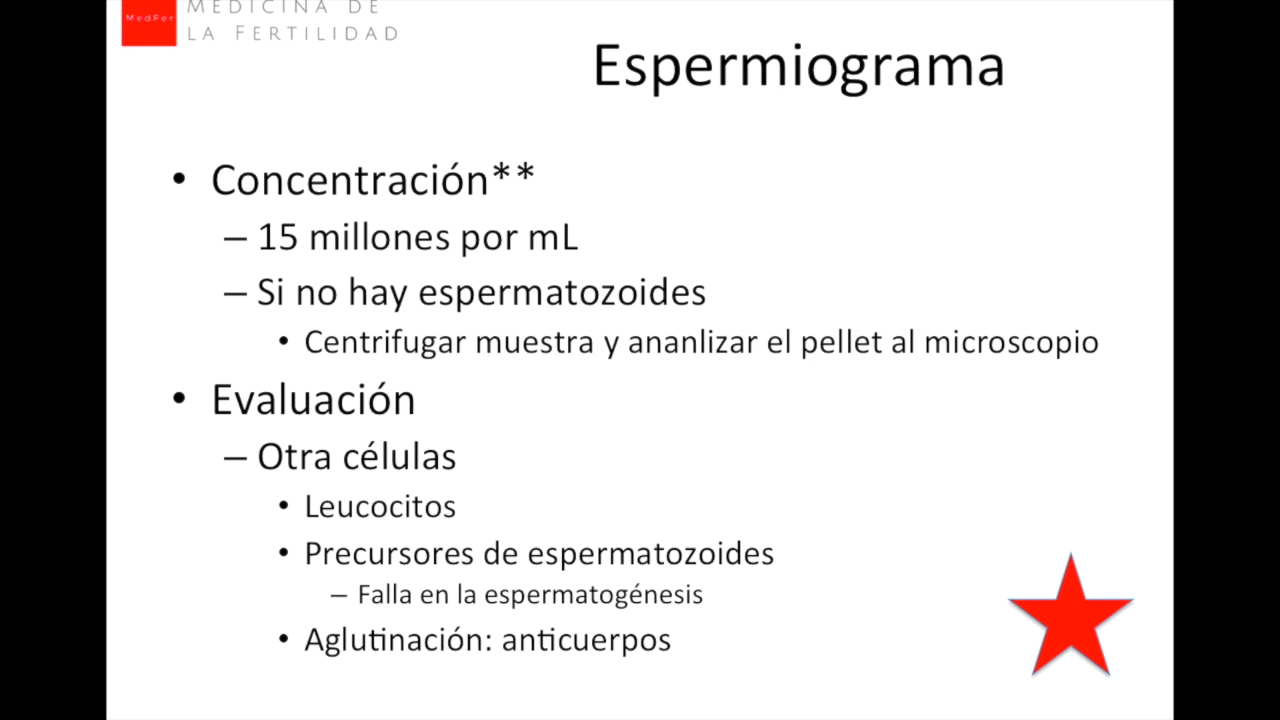 MedFer
MEDICINA DE
LA FERTILIDAD
Espermiograma
• Concentración**
– 15 millones por mL
– Si no hay espermatozoides
• Centrifugar muestra y ananlizar el pellet al microscopio
• Evaluación
– Otra células
• Leucocitos
• Precursores de espermatozoides
– Falla en la espermatogénesis
• Aglutinación: anticuerpos